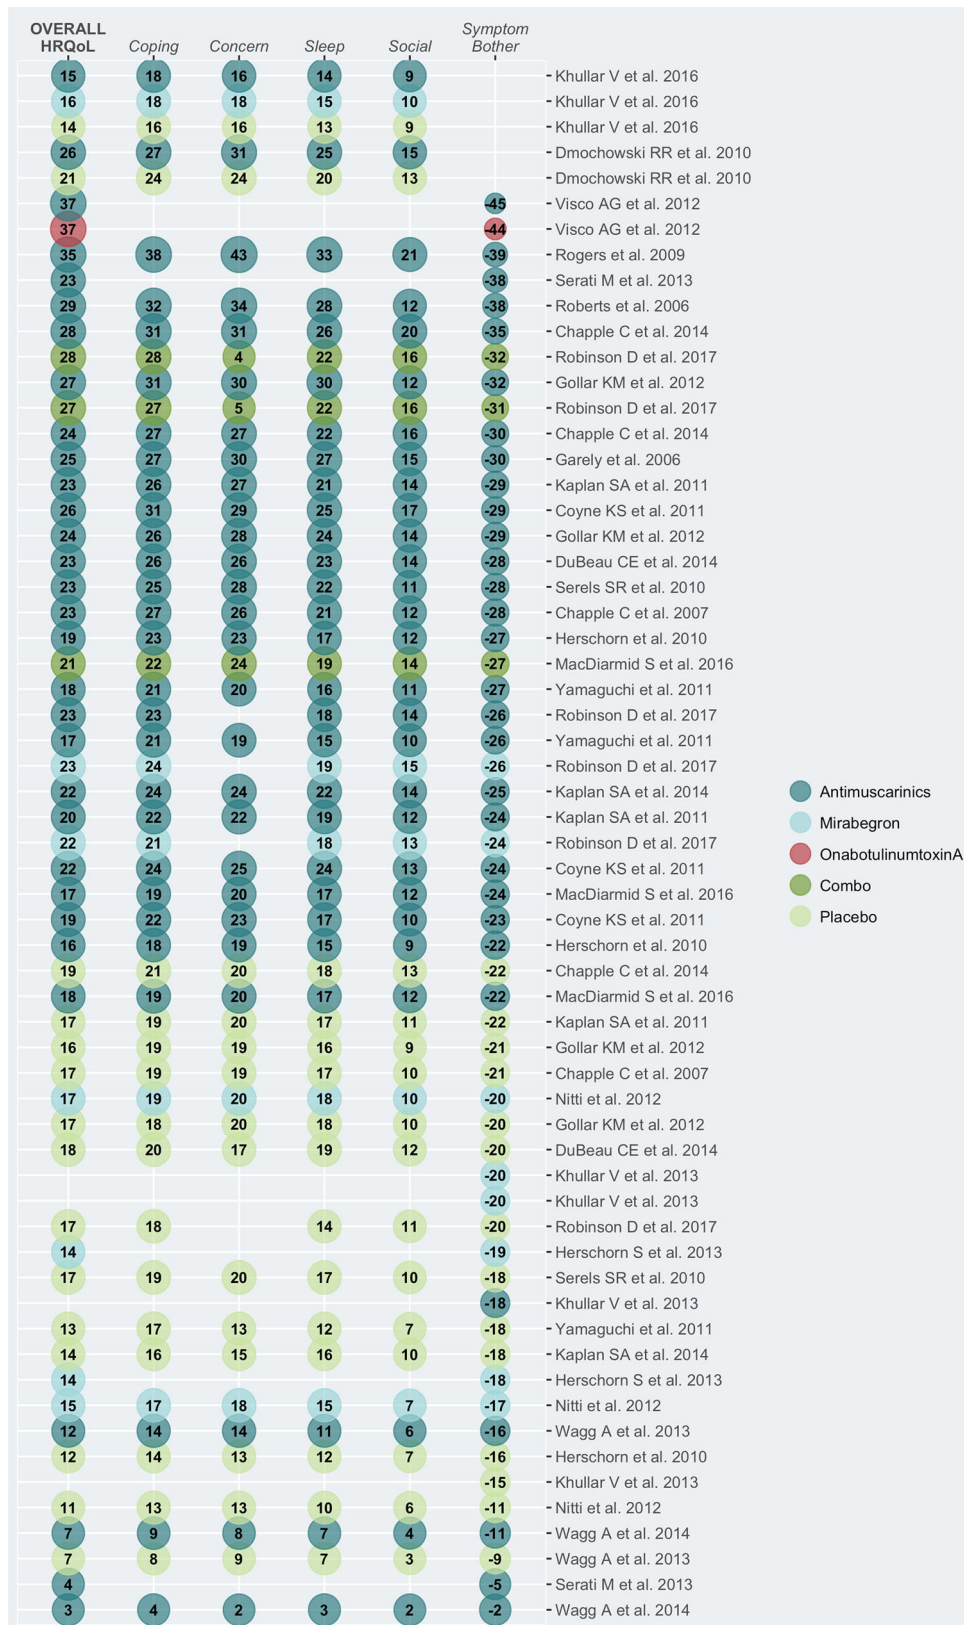 OVERALL HRQoL Coping Concern Sleep Social Symptom Bother
15 18 16 14 9 Khullar V et al. 2016
16 18 18 15 10 Khullar V et al. 2016
14 16 16 13 9 Khullar V et al. 2016
26 27 31 25 15 Dmochowski RR et al. 2010
21 24 24 20 13 Dmochowski RR et al. 2010
37 -45 Visco AG et al. 2012
37 -44 Visco AG et al. 2012
35 38 43 33 21 -39 Rogers et al. 2009
23 -38 Serati M et al. 2013
29 32 34 28 12 -38 Roberts et al. 2006
28 31 31 26 20 -35 Chapple C et al. 2014
28 28 4 22 16 -32 Robinson D et al. 2017
27 31 30 30 12 -32 Gollar KM et al. 2012
27 27 5 22 16 -31 Robinson D et al. 2017
24 27 27 22 16 -30 Chapple C et al. 2014
25 27 30 27 15 -30 Garely et al. 2006
23 26 27 21 14 -29 Kaplan SA et al. 2011
26 31 29 25 17 -29 Coyne KS et al. 2011
24 26 28 24 14 -29 Gollar KM et al. 2012
23 26 26 23 14 -28 DuBeau CE et al. 2014
23 25 28 22 11 -28 Serels SR et al. 2010
23 27 26 21 12 -28 Chapple C et al. 2007
19 23 23 17 12 -27 Herschorn et al. 2010
21 22 24 19 14 -27 MacDiarmid S et al. 2016
18 21 20 16 11 -27 Yamaguchi et al. 2011
23 23 18 14 -26 Robinson D et al. 2017
17 21 19 15 10 -26 Yamaguchi et al. 2011
23 24 19 15 -26 Robinson D et al. 2017
22 24 24 22 14 -25 Kaplan SA et al. 2014
20 22 22 19 12 -24 Kaplan SA et al. 2011
22 21 18 13 -24 Robinson D et al. 2017
22 24 25 24 13 -24 Coyne KS et al. 2011
17 19 20 17 12 -24 MacDiarmid S et al. 2016
19 22 23 17 10 -23 Coyne KS et al. 2011
16 18 19 15 9 -22 Herschorn et al. 2010
19 21 20 18 13 -22 Chapple C et al. 2014
18 19 20 17 12 -22 MacDiarmid S et al. 2016
17 19 20 17 11 -22 Kaplan SA et al. 2011
16 19 19 16 9 -21 Gollar KM et al. 2012
17 19 19 17 10 -21 Chapple C et al. 2007
17 19 20 18 10 -20 Nitti et al. 2012
17 18 20 18 10 -20 Gollar KM et al. 2012
18 20 17 19 12 -20 DuBeau CE et al. 2014
-20 Khullar V et al. 2013
-20 Khullar V et al. 2013
17 18 14 11 -20 Robinson D et al. 2017
14 -19 Herschorn S et al. 2013
17 19 20 17 10 -18 Serels SR et al. 2010
-18 Khullar V et al. 2013
13 17 13 12 7 -18 Yamaguchi et al. 2011
14 16 15 16 10 -18 Kaplan SA et al. 2014
14 -18 Herschorn S et al. 2013
15 17 18 15 7 -17 Nitti et al. 2012
12 14 14 11 6 -16 Wagg A et al. 2013
12 14 13 12 7 -16 Herschorn et al. 2010
-15 Khullar V et al. 2013
11 13 13 10 6 -11 Nitti et al. 2012
7 9 8 7 4 -11 Wagg A et al. 2014
7 8 9 7 3 -9 Wagg A et al. 2013
4 -5 Serati M et al. 2013
3 4 2 3 2 -2 Wagg A et al. 2014
Antimuscarinics
Mirabegron
OnabotulinumtoxinA
Combo
Placebo